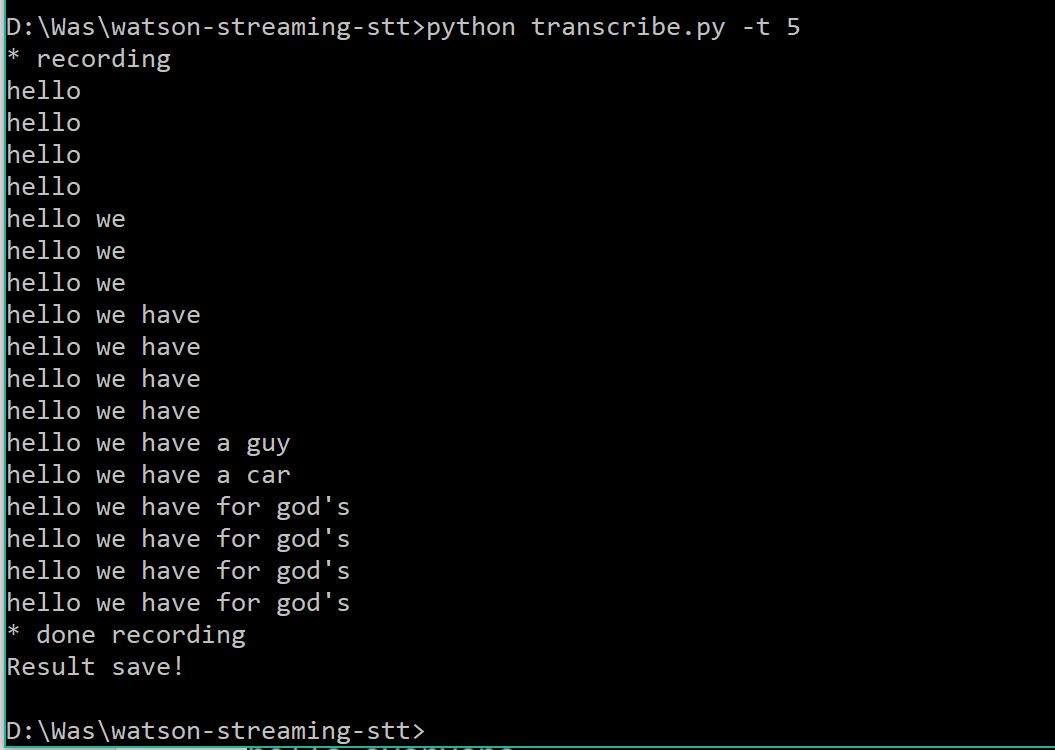 D:\Was\watson-streaming-stt>python transcribe.py -t 5
* recording
hello
hello
hello
hello
hello we
hello we
hello we
hello we have
hello we have
hello we have
hello we have
hello we have a guy
hello we have a car
hello we have for god's
hello we have for god's
hello we have for god's
hello we have for god's
* done recording
Result save!
D:\Was\watson-streaming-stt>